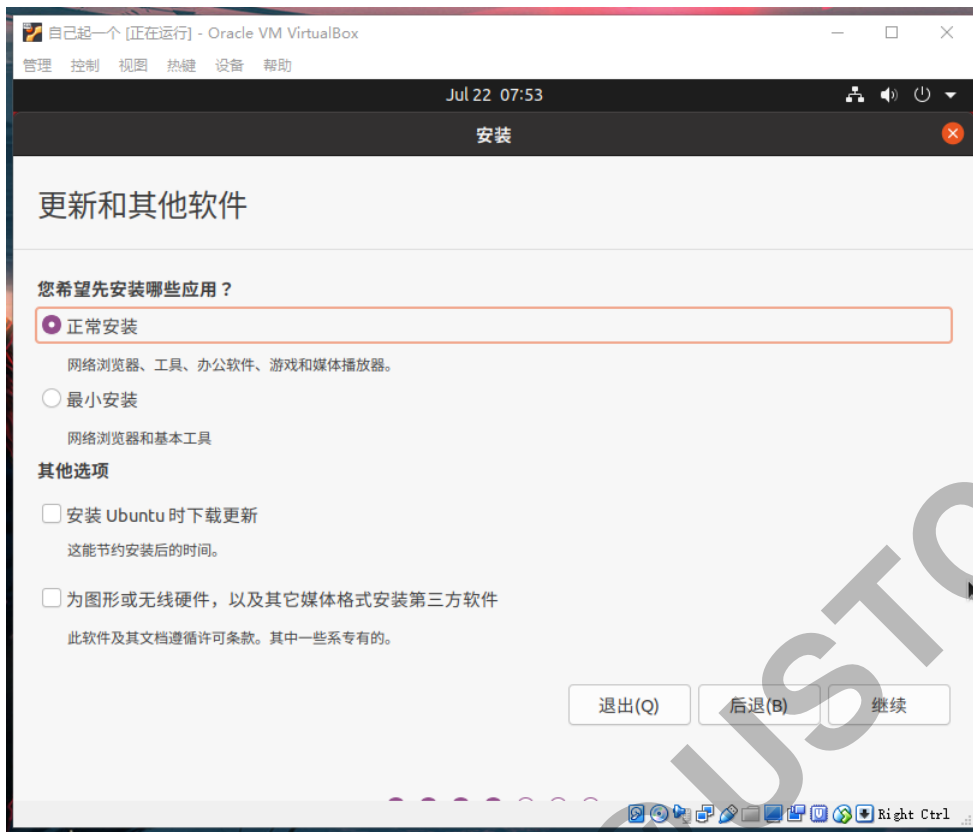 自己起一个 [正在运行] - Oracle VM VirtualBox
管理 控制 视图 热键 设备 帮助
Jul 22 07:53
安装
更新和其他软件
您希望先安装哪些应用？
正常安装
网络浏览器、工具、办公软件、游戏和媒体播放器。
最小安装
网络浏览器和基本工具
其他选项
安装 Ubuntu 时下载更新
这能节约安装后的时间。
为图形或无线硬件，以及其它媒体格式安装第三方软件
此软件及其文档遵循许可条款。其中一些系专有的。
退出(Q) 后退(B) 继续
Right Ctrl
USTC